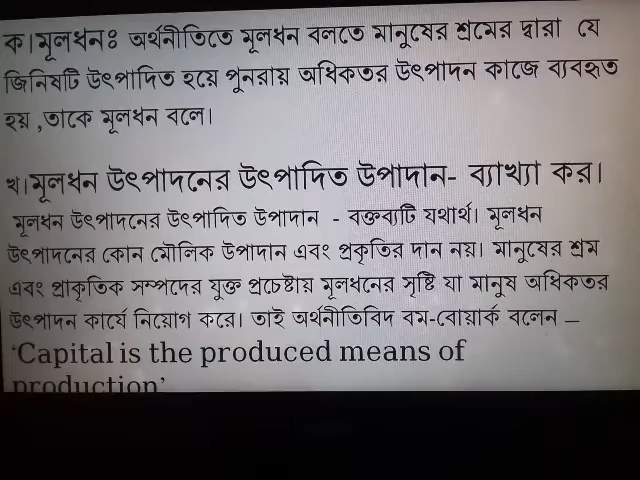 ক।মূলধনঃ অর্থনীতিতে মূলধন বলতে মানুষের শ্রমের দ্বারা যে
জিনিষটি উৎপাদিত হয়ে পুনরায় অধিকতর উৎপাদন কাজে ব্যবহৃত
হয় ,তাকে মূলধন বলে।
খ।মূলধন উৎপাদনের উৎপাদিত উপাদান- ব্যাখ্যা কর।
মূলধন উৎপাদনের উৎপাদিত উপাদান - বক্তব্যটি যথার্থ। মূলধন
উৎপাদনের কোন মৌলিক উপাদান এবং প্রকৃতির দান নয়। মানুষের শ্রম
এবং প্রাকৃতিক সম্পদের যুক্ত প্রচেষ্টায় মূলধনের সৃষ্টি যা মানুষ অধিকতর
উৎপাদন কার্যে নিয়োগ করে। তাই অর্থনীতিবিদ বম-বোয়ার্ক বলেন –
‘Capital is the produced means of
production’